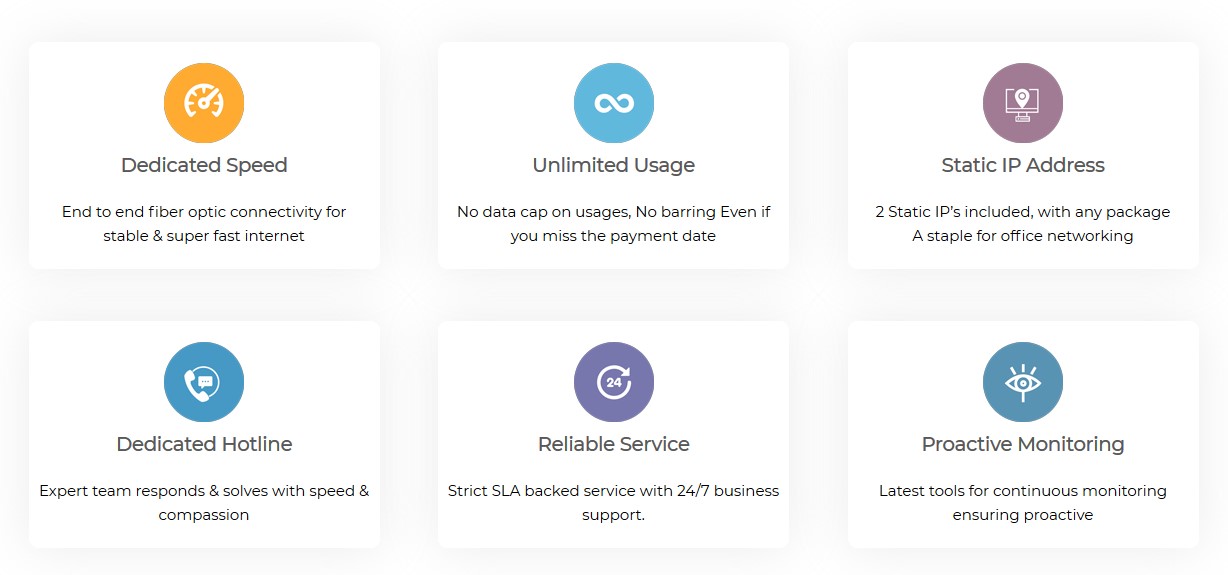 Dedicated Speed
End to end fiber optic connectivity for
stable & super fast internet
Unlimited Usage
No data cap on usages, No barring Even if
you miss the payment date
Static IP Address
2 Static IP's included, with any package
A staple for office networking
Dedicated Hotline
Expert team responds & solves with speed &
compassion
24
Reliable Service
Strict SLA backed service with 24/7 business
support.
Proactive Monitoring
Latest tools for continuous monitoring
ensuring proactive